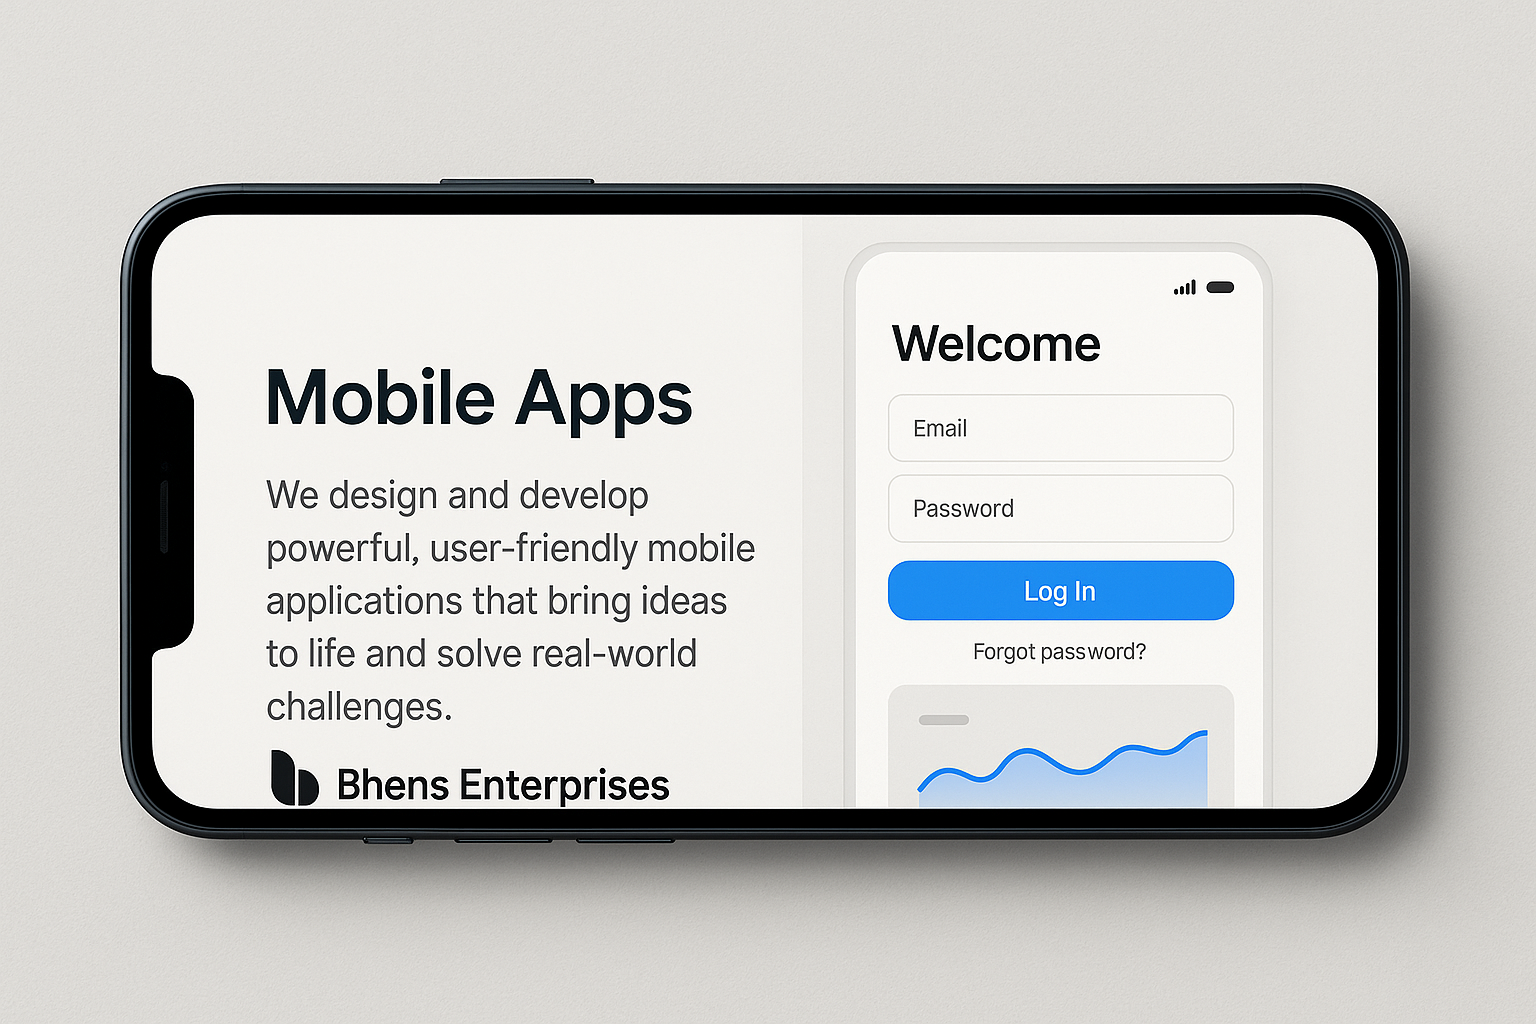 Mobile Apps
We design and develop
powerful, user-friendly mobile
applications that bring ideas
to life and solve real-world
challenges.
Bhens Enterprises
Welcome
Email
Password
Log In
Forgot password?